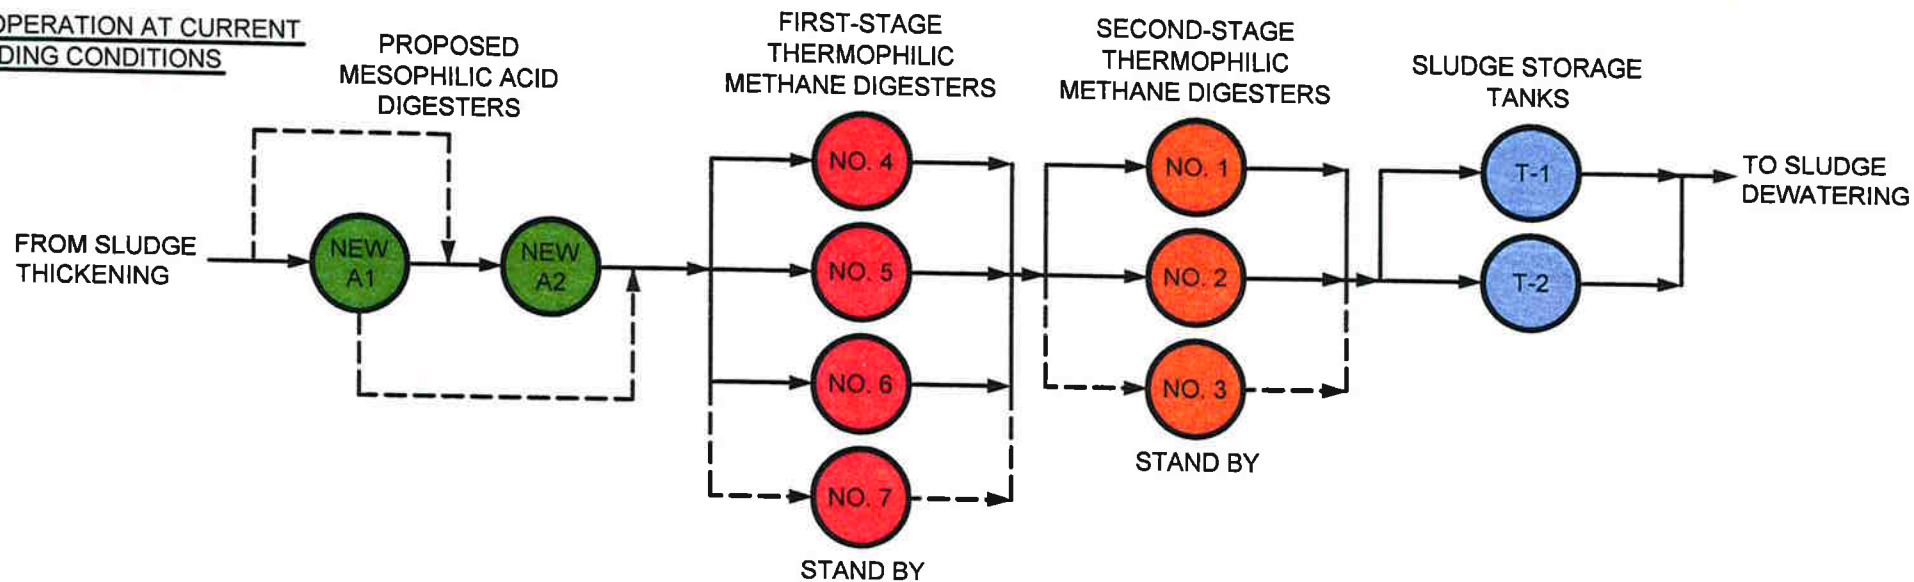 OPERATION AT CURRENT
DING CONDITIONS
PROPOSED
MESOPHILIC ACID
DIGESTERS
FIRST-STAGE
THERMOPHILIC
METHANE DIGESTERS
SECOND-STAGE
THERMOPHILIC
METHANE DIGESTERS
SLUDGE STORAGE
TANKS
FROM SLUDGE
THICKENING
NEW
A1
NEW
A2
NO. 4
NO. 5
NO. 6
NO. 7
STAND BY
NO. 1
NO. 2
NO. 3
STAND BY
T-1
T-2
TO SLUDGE
DEWATERING